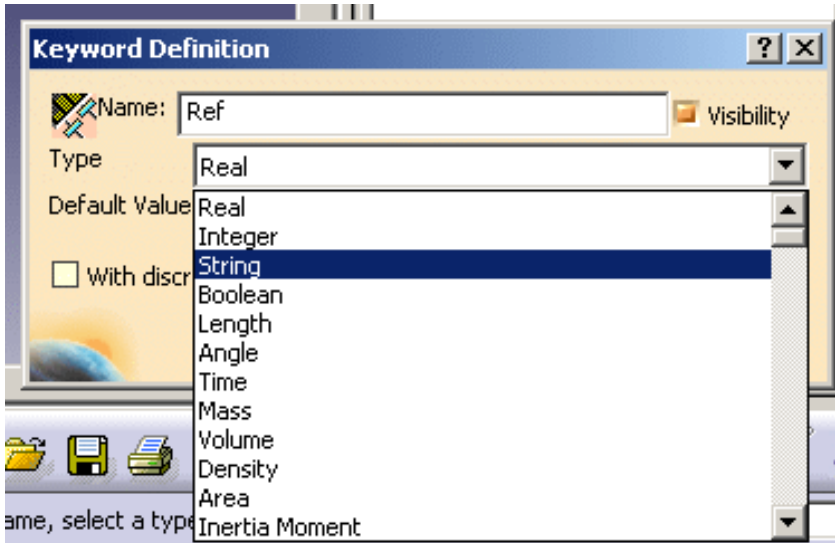 Keyword Definition
Name: Ref Visibility
Type Real
Default Value
Real
Integer
With discr
String
Boolean
Length
Angle
Time
Mass
Volume
Density
Area
ame, select a type
Inertia Moment